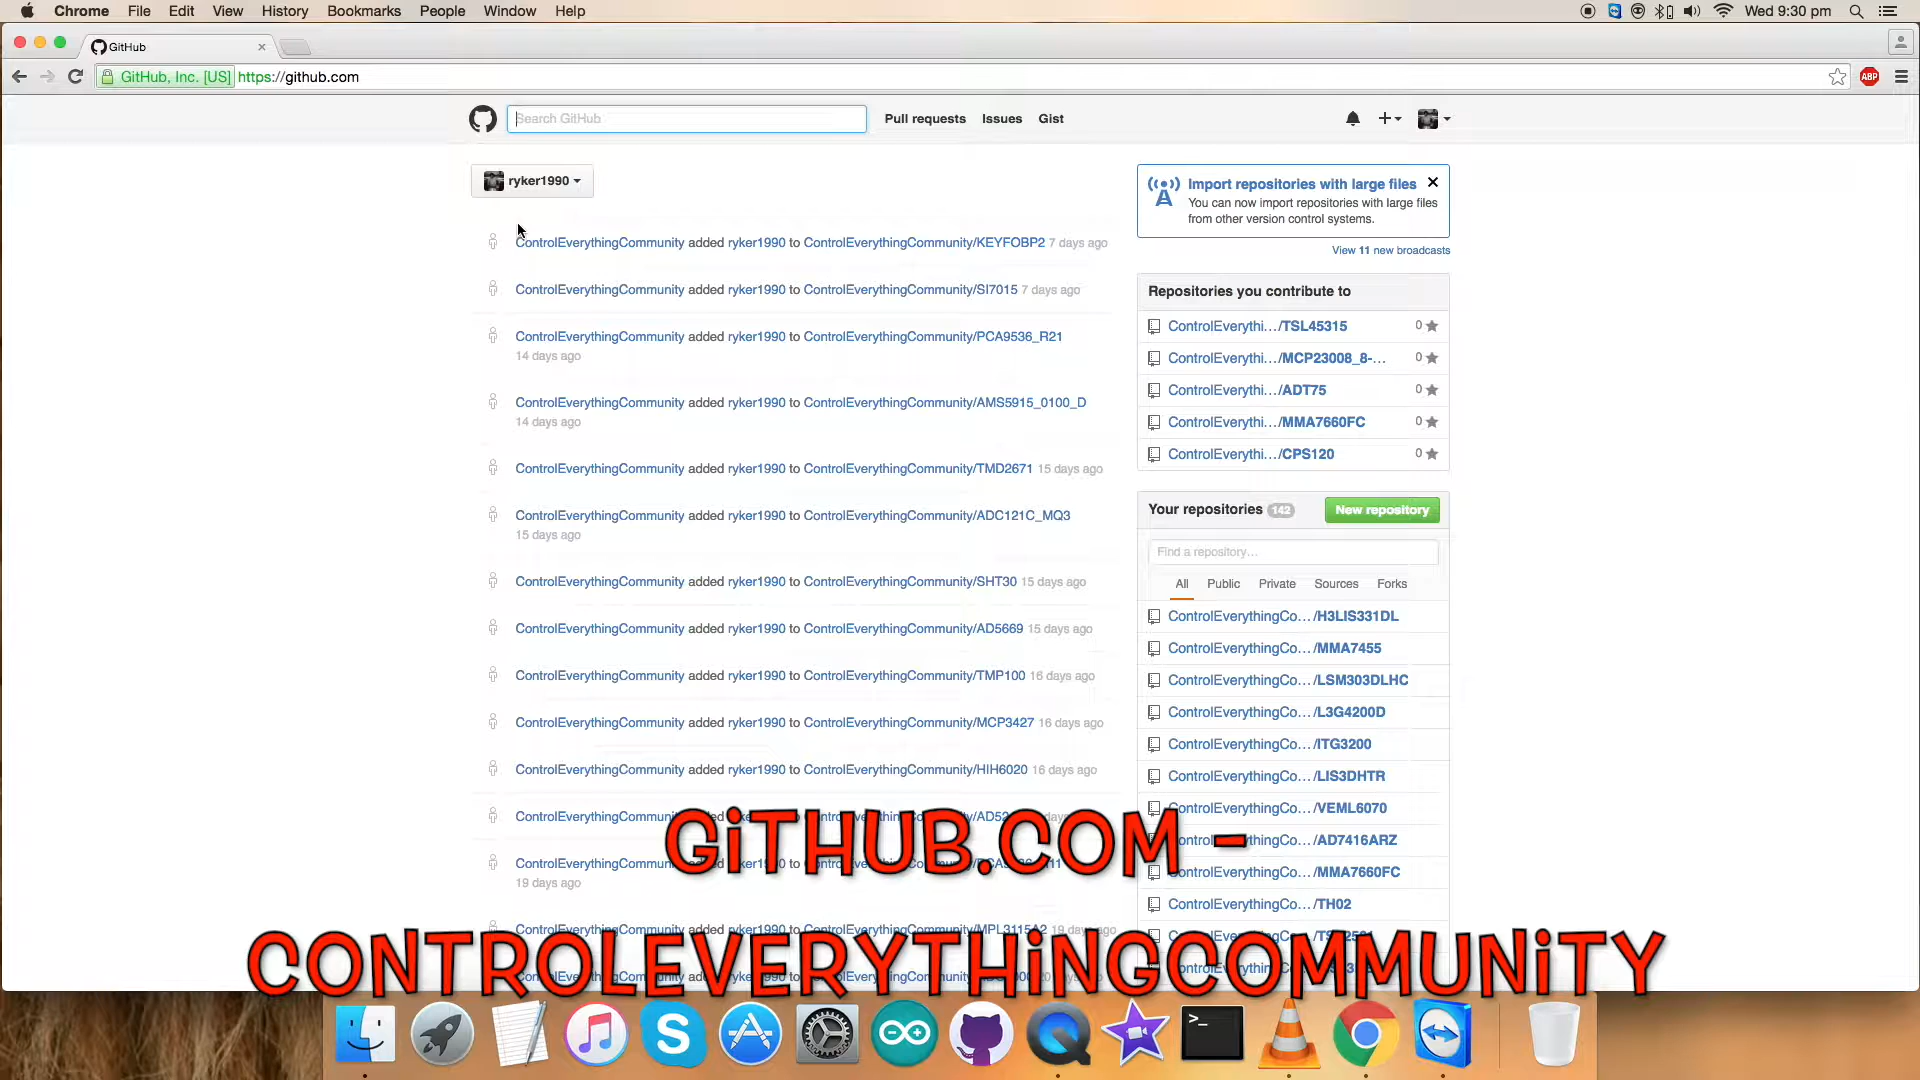 Chrome File Edit View History Bookmarks People Window Help Wed 9:30 pm
GitHub
GitHub, Inc. [US] https://github.com
Search GitHub Pull requests Issues Gist
ryker1990
ControlEverythingCommunity added ryker1990 to ControlEverythingCommunity/KEYFOBP2 7 days ago
ControlEverythingCommunity added ryker1990 to ControlEverythingCommunity/SI7015 7 days ago
ControlEverythingCommunity added ryker1990 to ControlEverythingCommunity/PCA9536_R21
14 days ago
ControlEverythingCommunity added ryker1990 to ControlEverythingCommunity/AMS5915_0100_D
14 days ago
ControlEverythingCommunity added ryker1990 to ControlEverythingCommunity/TMD2671 15 days ago
ControlEverythingCommunity added ryker1990 to ControlEverythingCommunity/ADC121C_MQ3
15 days ago
ControlEverythingCommunity added ryker1990 to ControlEverythingCommunity/SHT30 15 days ago
ControlEverythingCommunity added ryker1990 to ControlEverythingCommunity/AD5669 15 days ago
ControlEverythingCommunity added ryker1990 to ControlEverythingCommunity/TMP100 16 days ago
ControlEverythingCommunity added ryker1990 to ControlEverythingCommunity/MCP3427 16 days ago
ControlEverythingCommunity added ryker1990 to ControlEverythingCommunity/HIH6020 16 days ago
19 days ago
Import repositories with large files
You can now import repositories with large files
from other version control systems.
View 11 new broadcasts
Repositories you contribute to
ControlEverythi…/TSL45315 0
ControlEverythi…/MCP23008_8-… 0
ControlEverythi…/ADT75 0
ControlEverythi…/MMA7660FC 0
ControlEverythi…/CPS120 0
Your repositories 142 New repository
Find a repository…
All Public Private Sources Forks
ControlEverythingCo…/H3LIS331DL
ControlEverythingCo…/MMA7455
ControlEverythingCo…/LSM303DLHC
ControlEverythingCo…/L3G4200D
ControlEverythingCo…/ITG3200
ControlEverythingCo…/LIS3DHTR
ControlEverythingCo…/VEML6070
ControlEverythingCo…/AD7416ARZ
ControlEverythingCo…/MMA7660FC
ControlEverythingCo…/TH02
GiTHUB.COM –
CONTROLEVERYTHiNGCOMMUNiTY